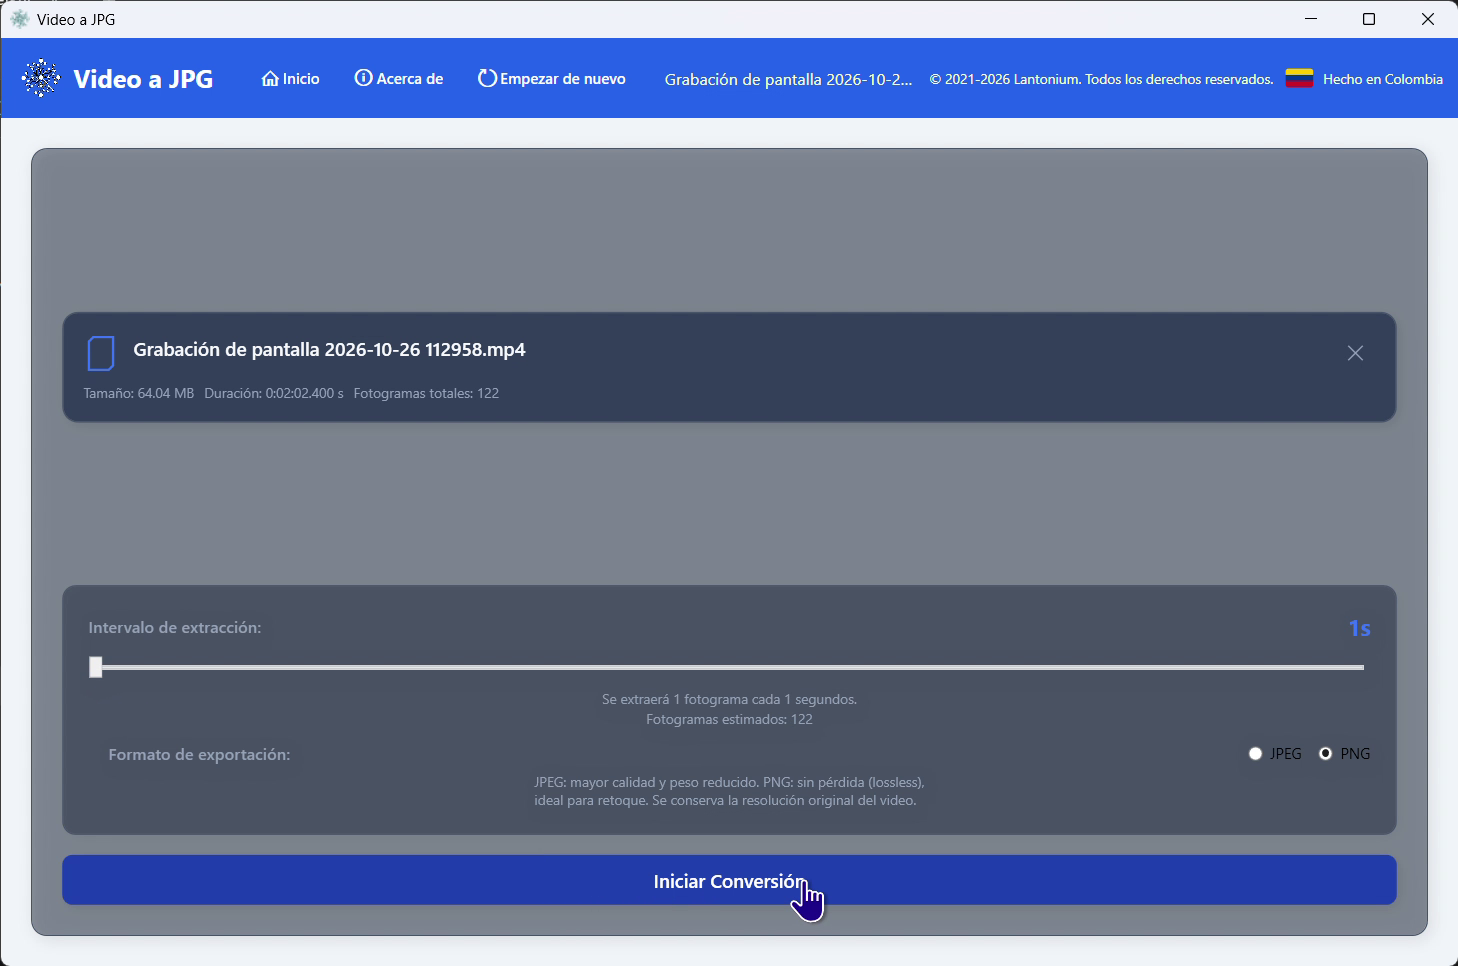 Video a JPG
Video a JPG
Inicio
Acerca de
Empezar de nuevo
Grabación de pantalla 2026-10-2...
© 2021-2026 Lantonium. Todos los derechos reservados.
Hecho en Colombia
Grabación de pantalla 2026-10-26 112958.mp4
Tamaño: 64.04 MB Duración: 0:02:02.400 s Fotogramas totales: 122
Intervalo de extracción:
1s
Se extraerá 1 fotograma cada 1 segundos.
Fotogramas estimados: 122
Formato de exportación:
JPEG
PNG
JPEG: mayor calidad y peso reducido. PNG: sin pérdida (lossless),
ideal para retoque. Se conserva la resolución original del video.
Iniciar Conversión